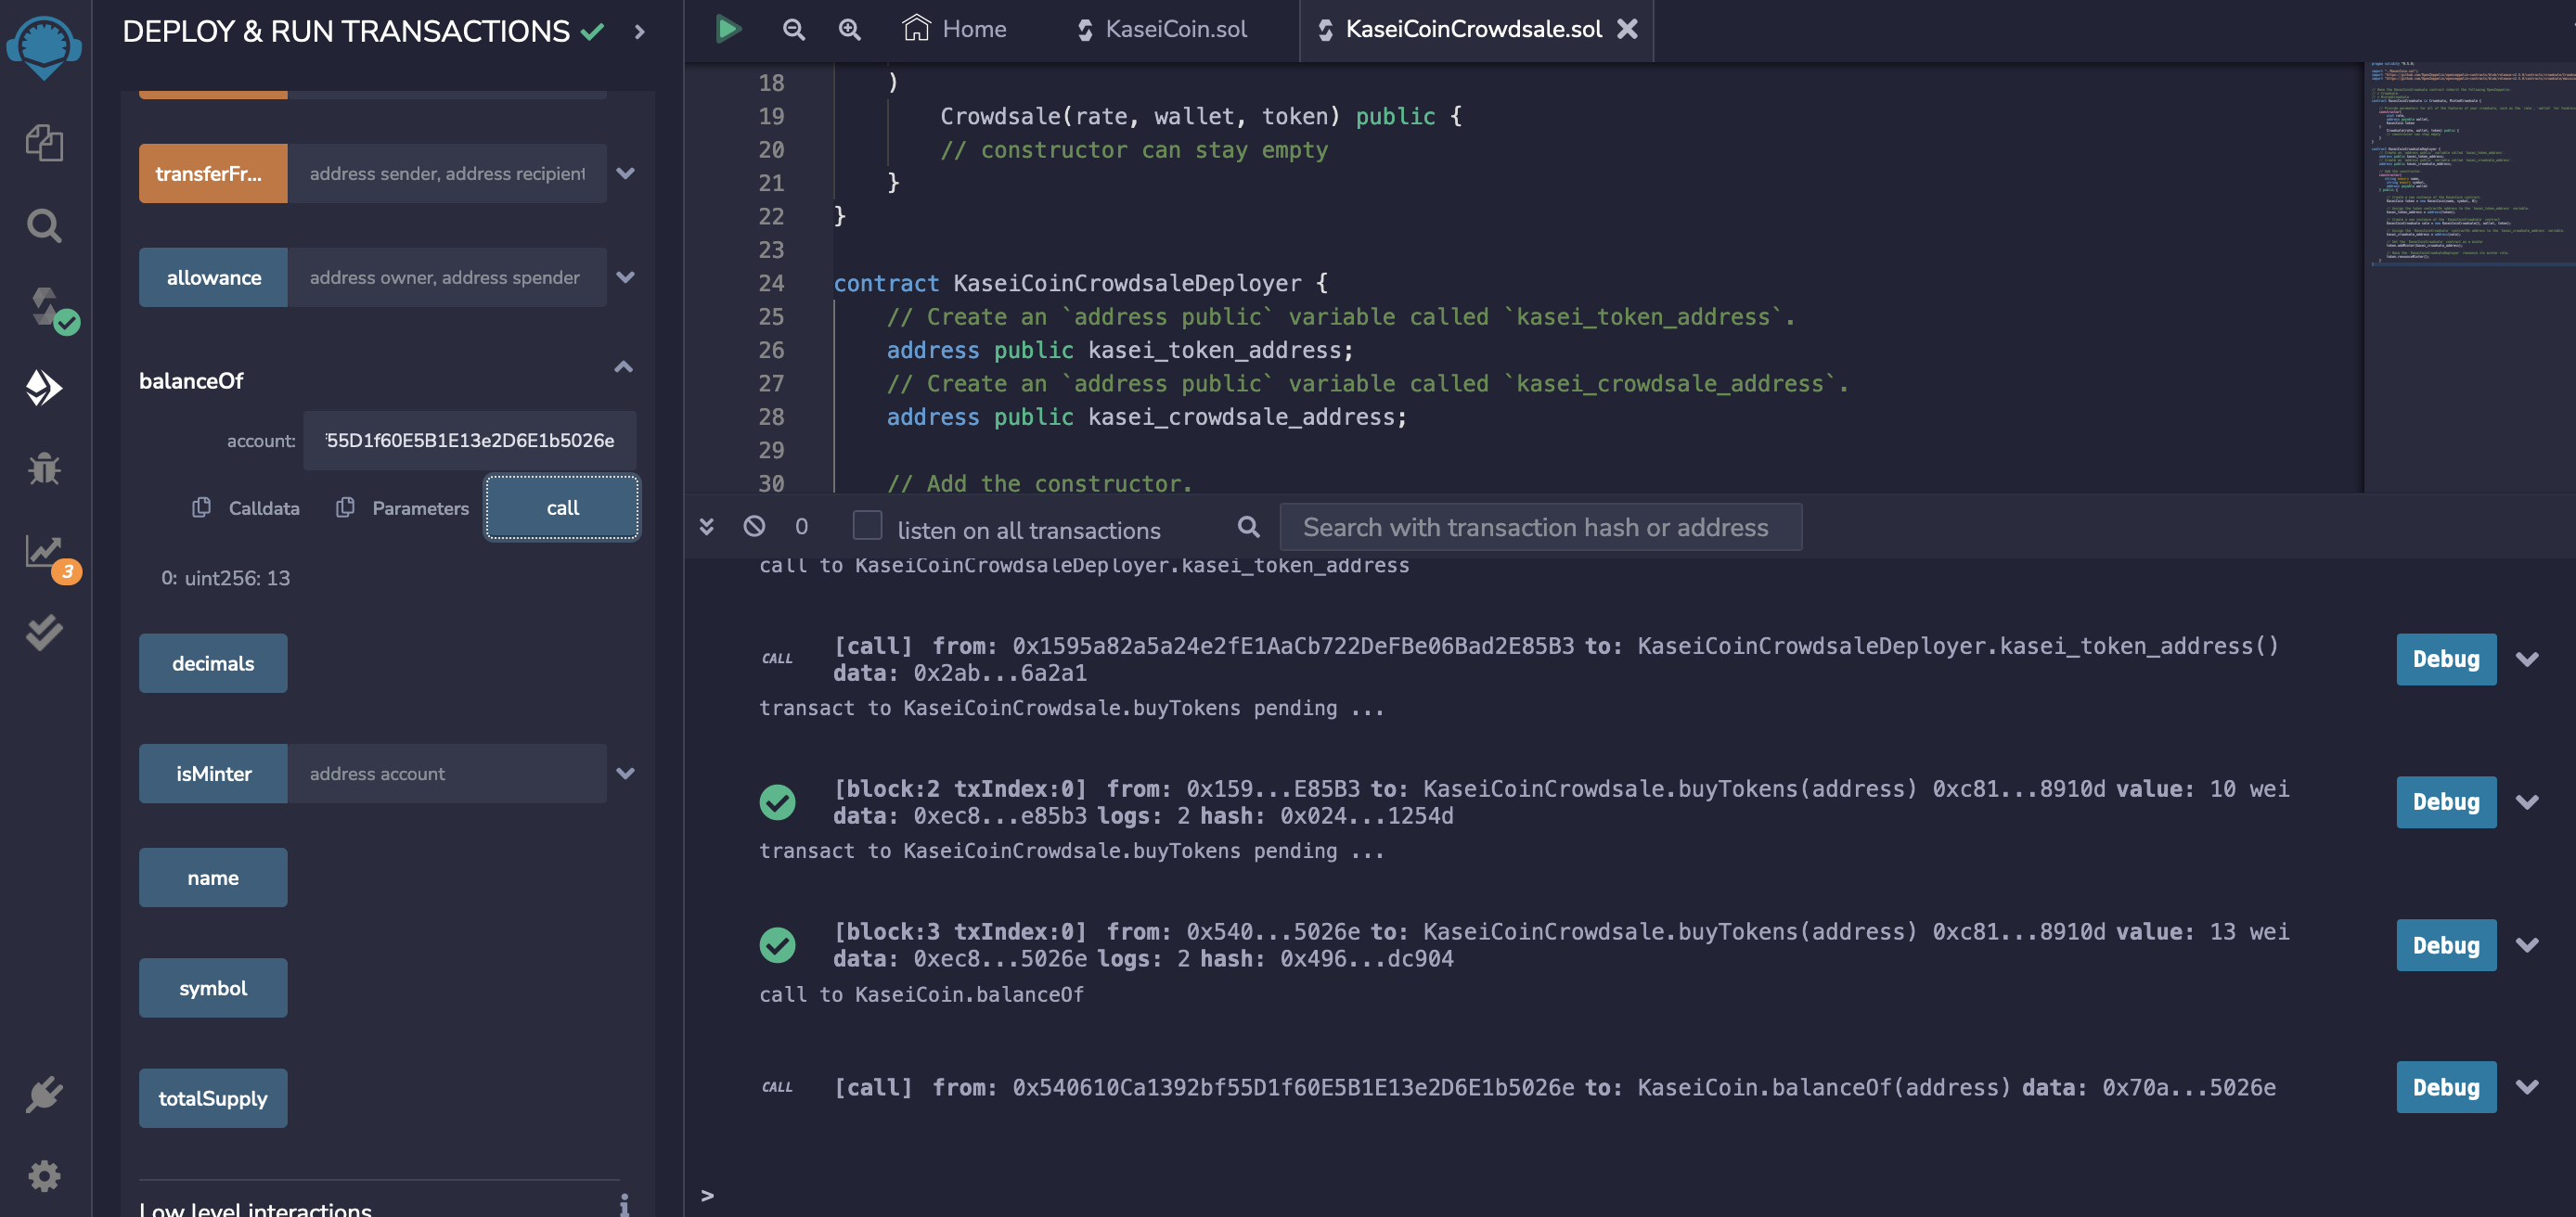 DEPLOY & RUN TRANSACTIONS
transferFr...
address sender, address recipient
allowance
address owner, address spender
balanceOf
account:
55D1f60E5B1E13e2D6E1b5026e
Calldata
Parameters
call
0: uint256: 13
decimals
isMinter
address account
name
symbol
totalSupply
Low level interactions
3
Home
KaseiCoin.sol
KaseiCoinCrowdsale.sol
18 )
19 Crowdsale(rate, wallet, token) public {
20 // constructor can stay empty
21 }
22 }
23
24 contract KaseiCoinCrowdsaleDeployer {
25 // Create an `address public` variable called `kasei_token_address`.
26 address public kasei_token_address;
27 // Create an `address public` variable called `kasei_crowdsale_address`.
28 address public kasei_crowdsale_address;
29
30 // Add the constructor.
0
listen on all transactions
Search with transaction hash or address
call to KaseiCoinCrowdsaleDeployer.kasei_token_address
CALL [call] from: 0x1595a82a5a24e2fE1AaCb722DeFBe06Bad2E85B3 to: KaseiCoinCrowdsaleDeployer.kasei_token_address()
data: 0x2ab...6a2a1
Debug
transact to KaseiCoinCrowdsale.buyTokens pending ...
[block:2 txIndex:0] from: 0x159...E85B3 to: KaseiCoinCrowdsale.buyTokens(address) 0xc81...8910d value: 10 wei
data: 0xec8...e85b3 logs: 2 hash: 0x024...1254d
Debug
transact to KaseiCoinCrowdsale.buyTokens pending ...
[block:3 txIndex:0] from: 0x540...5026e to: KaseiCoinCrowdsale.buyTokens(address) 0xc81...8910d value: 13 wei
data: 0xec8...5026e logs: 2 hash: 0x496...dc904
Debug
call to KaseiCoin.balanceOf
CALL [call] from: 0x540610Ca1392bf55D1f60E5B1E13e2D6E1b5026e to: KaseiCoin.balanceOf(address) data: 0x70a...5026e
Debug
>